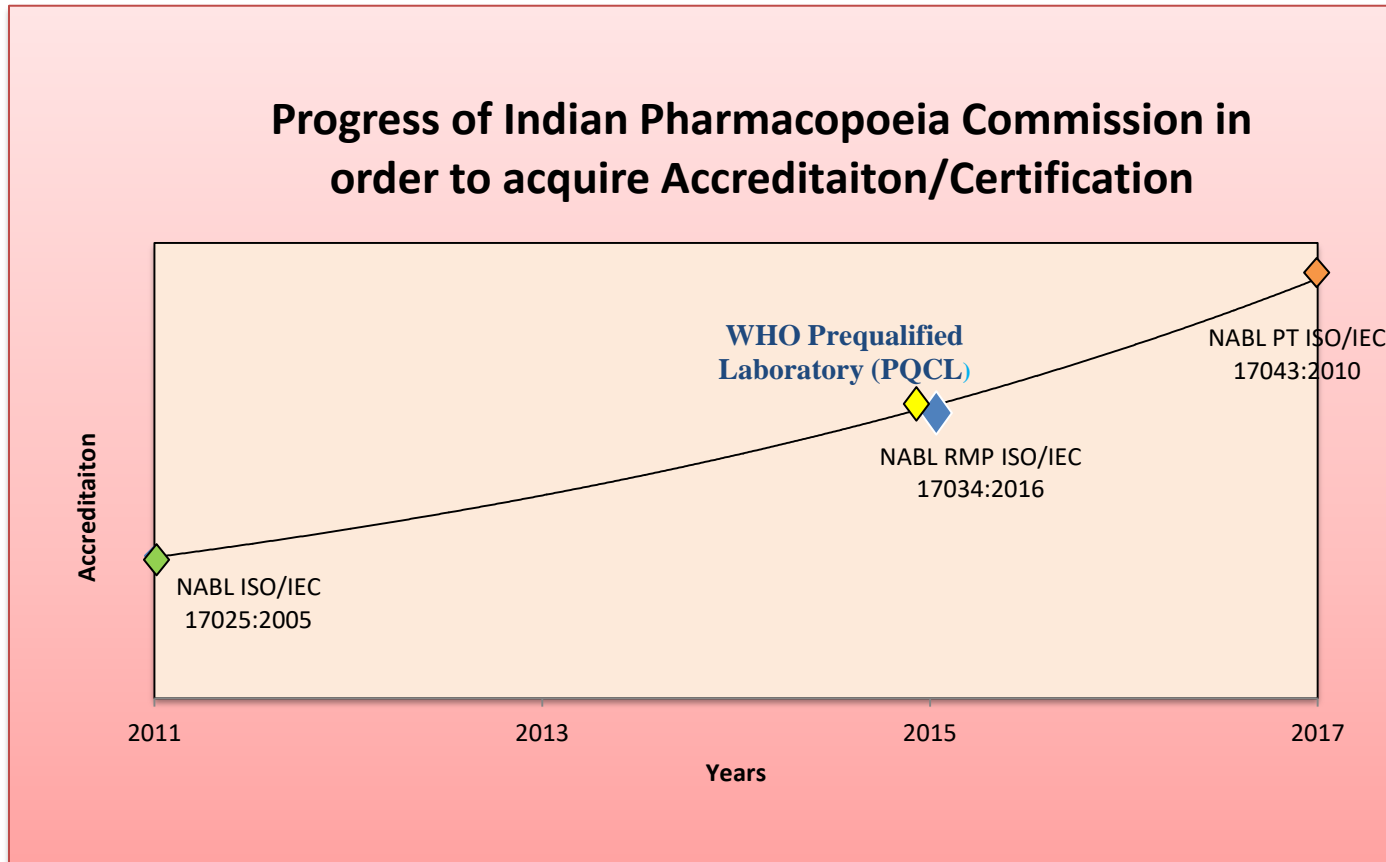 Progress of Indian Pharmacopoeia Commission in
order to acquire Accreditaiton/Certification
WHO Prequalified
Laboratory (PQCL)
NABL PT ISO/IEC
17043:2010
NABL RMP ISO/IEC
17034:2016
NABL ISO/IEC
17025:2005
Accreditaiton
2011
2013
2015
2017
Years